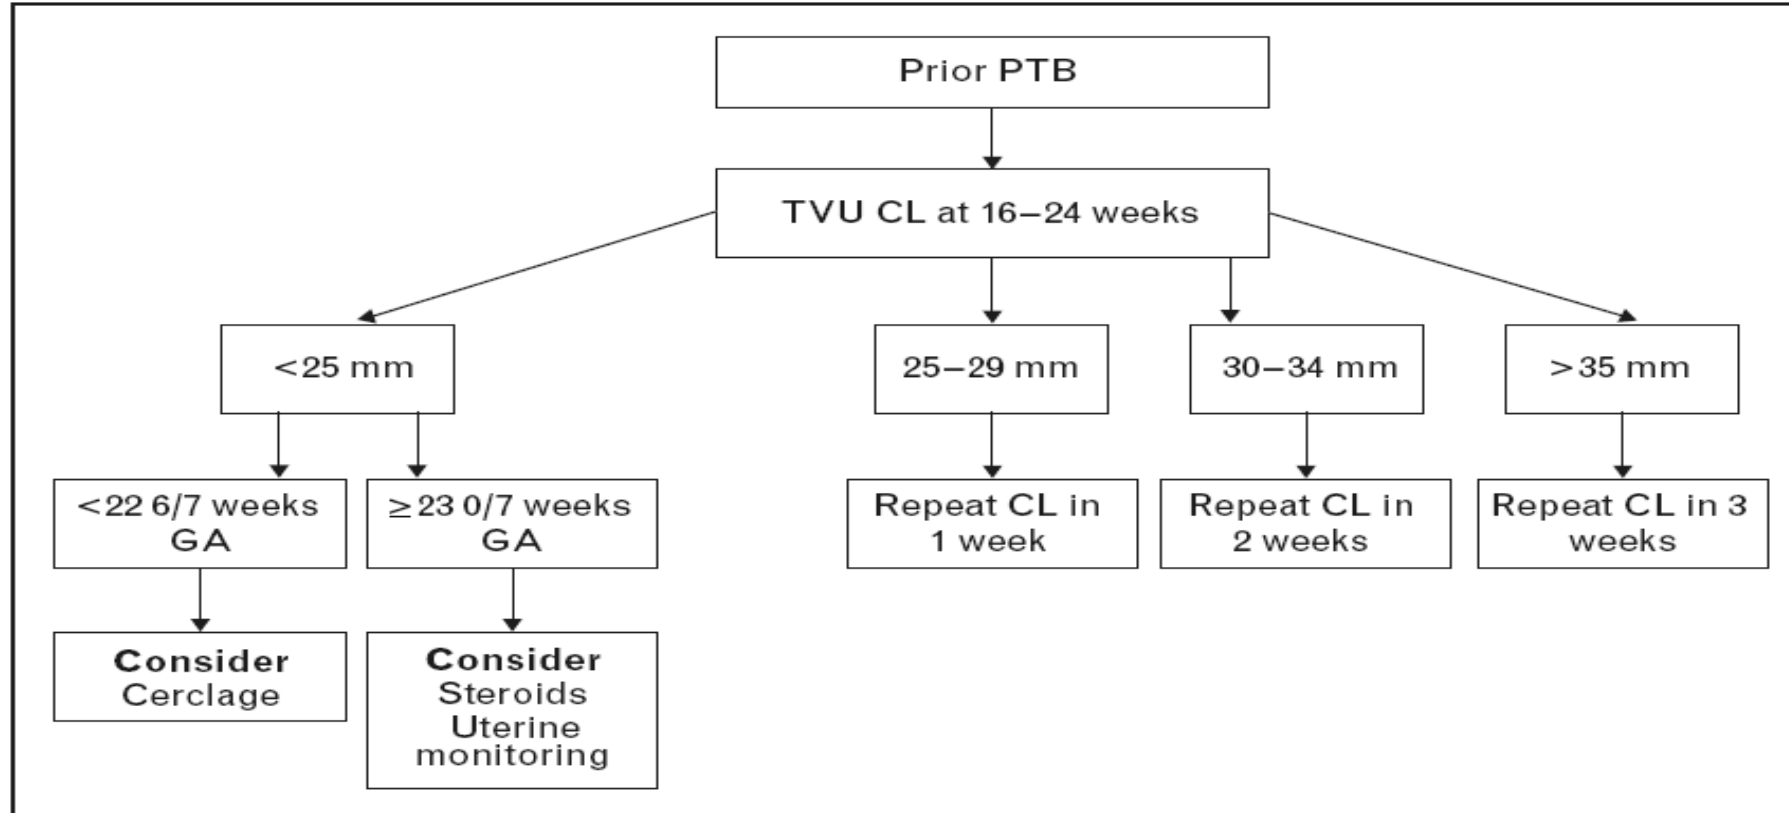 Prior PTB
TVU CL at 16–24 weeks
<25 mm
25–29 mm
30–34 mm
>35 mm
<22 6/7 weeks
GA
≥23 0/7 weeks
GA
Repeat CL in
1 week
Repeat CL in
2 weeks
Repeat CL in 3
weeks
Consider
Cerclage
Consider
Steroids
Uterine
monitoring